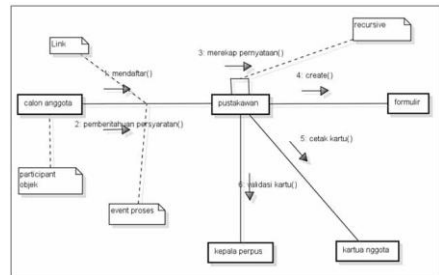 recursive
Link
3: merekap pernyataan()
1: mendaftar()
4: create()
calon anggota
pustakawan
formulir
2: pemberitahuan persyaratan()
5: cetak kartu()
participant
objek
6: validasi kartu()
event proses
kepala perpus
kartua nggota